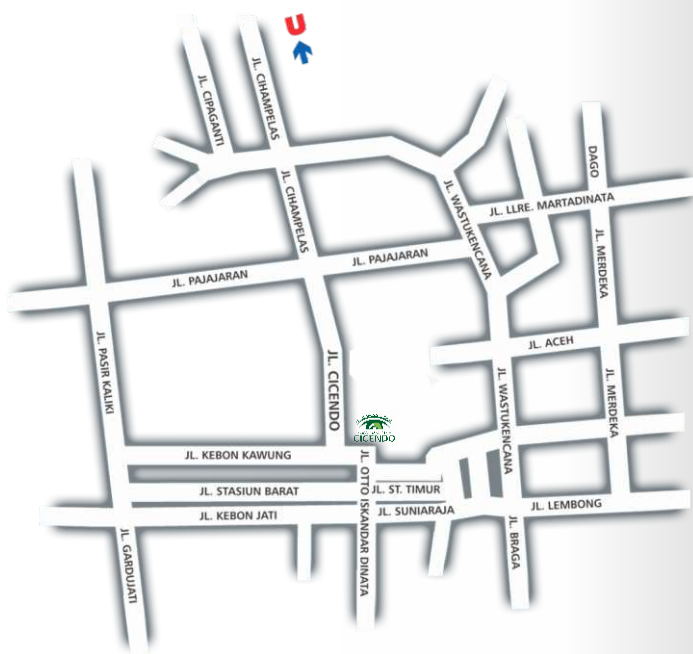 U
JL. CIPAGANTI
JL. CIHAMPELAS
DAGO
JL. CIHAMPELAS
JL. WASTUKENCANA
JL. LLRE. MARTADINATA
JL. PAJAJARAN
JL. PAJAJARAN
JL. MERDEKA
JL. PASIR KALIKI
JL. CICENDO
JL. ACEH
JL. WASTUKENCANA
JL. MERDEKA
CICENDO
JL. KEBON KAWUNG
JL. OTTO ISKANDAR DINATA
JL. STASIUN BARAT
JL. ST. TIMUR
JL. KEBON JATI
JL. SUNIARAJA
JL. LEMBONG
JL. GARDUJATI
JL. BRAGA